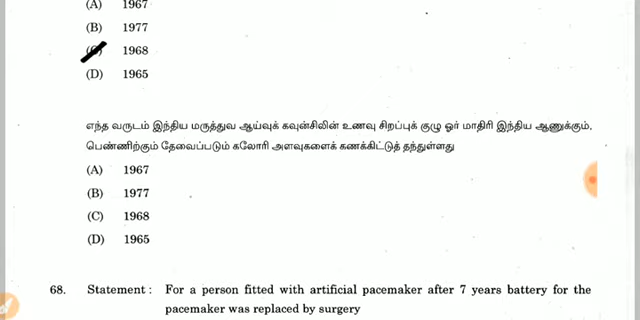 (A) 1967
(B) 1977
(C) 1968
(D) 1965
எந்த வருடம் இந்திய மருத்துவ ஆய்வுக் கவுன்சிலின் உணவு சிறப்புக் குழு ஓர் மாதிரி இந்திய ஆணுக்கும்,
பெண்ணிற்கும் தேவைப்படும் கலோரி அளவுகளைக் கணக்கிட்டுத் தந்துள்ளது
(A) 1967
(B) 1977
(C) 1968
(D) 1965
68. Statement : For a person fitted with artificial pacemaker after 7 years battery for the
pacemaker was replaced by surgery